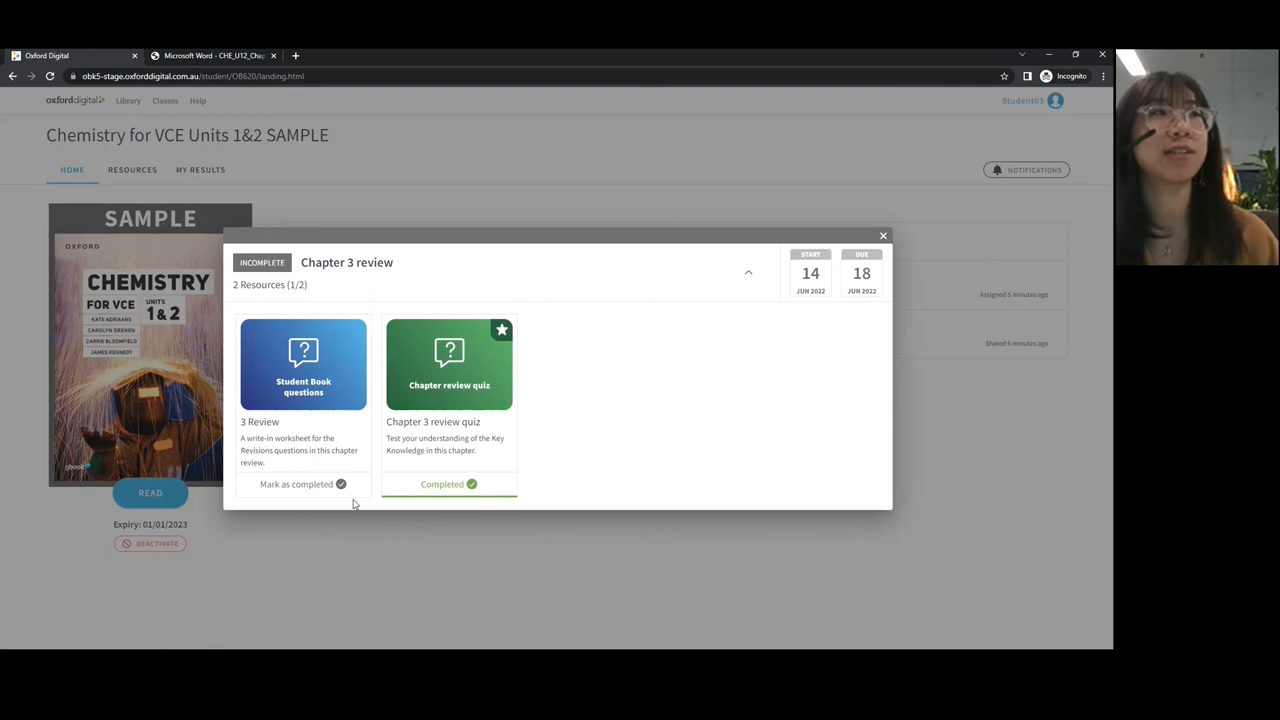 Oxford Digital
Microsoft Word - CHE_U12_Chap
obk5-stage.oxforddigital.com.au/student/OB620/landing.html
Incognito
oxforddigital
Library
Classes
Help
Student03
Chemistry for VCE Units 1&2 SAMPLE
HOME
RESOURCES
MY RESULTS
NOTIFICATIONS
SAMPLE
OXFORD
CHEMISTRY
FOR VCE
UNITS
1 & 2
KATE ADRIAANS
CAROLYN DRENEN
CARRIE BLOOMFIELD
JAMES KENNEDY
obook
READ
Expiry: 01/01/2023
DEACTIVATE
INCOMPLETE
Chapter 3 review
2 Resources (1/2)
START
14
JUN 2022
DUE
18
JUN 2022
Student Book
questions
3 Review
A write-in worksheet for the
Revisions questions in this chapter
review.
Mark as completed
Chapter review quiz
Chapter 3 review quiz
Test your understanding of the Key
Knowledge in this chapter.
Completed
Assigned 5 minutes ago
Shared 6 minutes ago